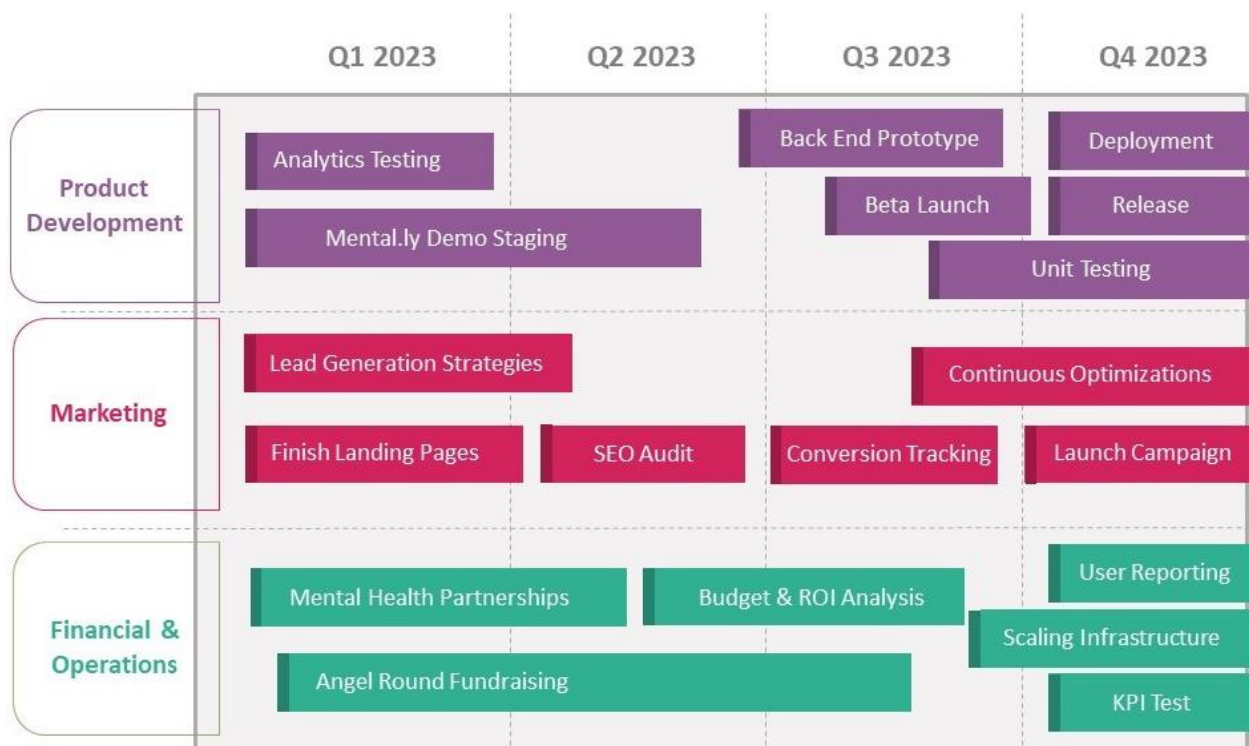 Q1 2023 Q2 2023 Q3 2023 Q4 2023
Product
Development
Analytics Testing
Back End Prototype
Deployment
Mental.ly Demo Staging
Beta Launch
Release
Unit Testing
Marketing
Lead Generation Strategies
Continuous Optimizations
Finish Landing Pages
SEO Audit
Conversion Tracking
Launch Campaign
Financial &
Operations
Mental Health Partnerships
Budget & ROI Analysis
User Reporting
Scaling Infrastructure
Angel Round Fundraising
KPI Test